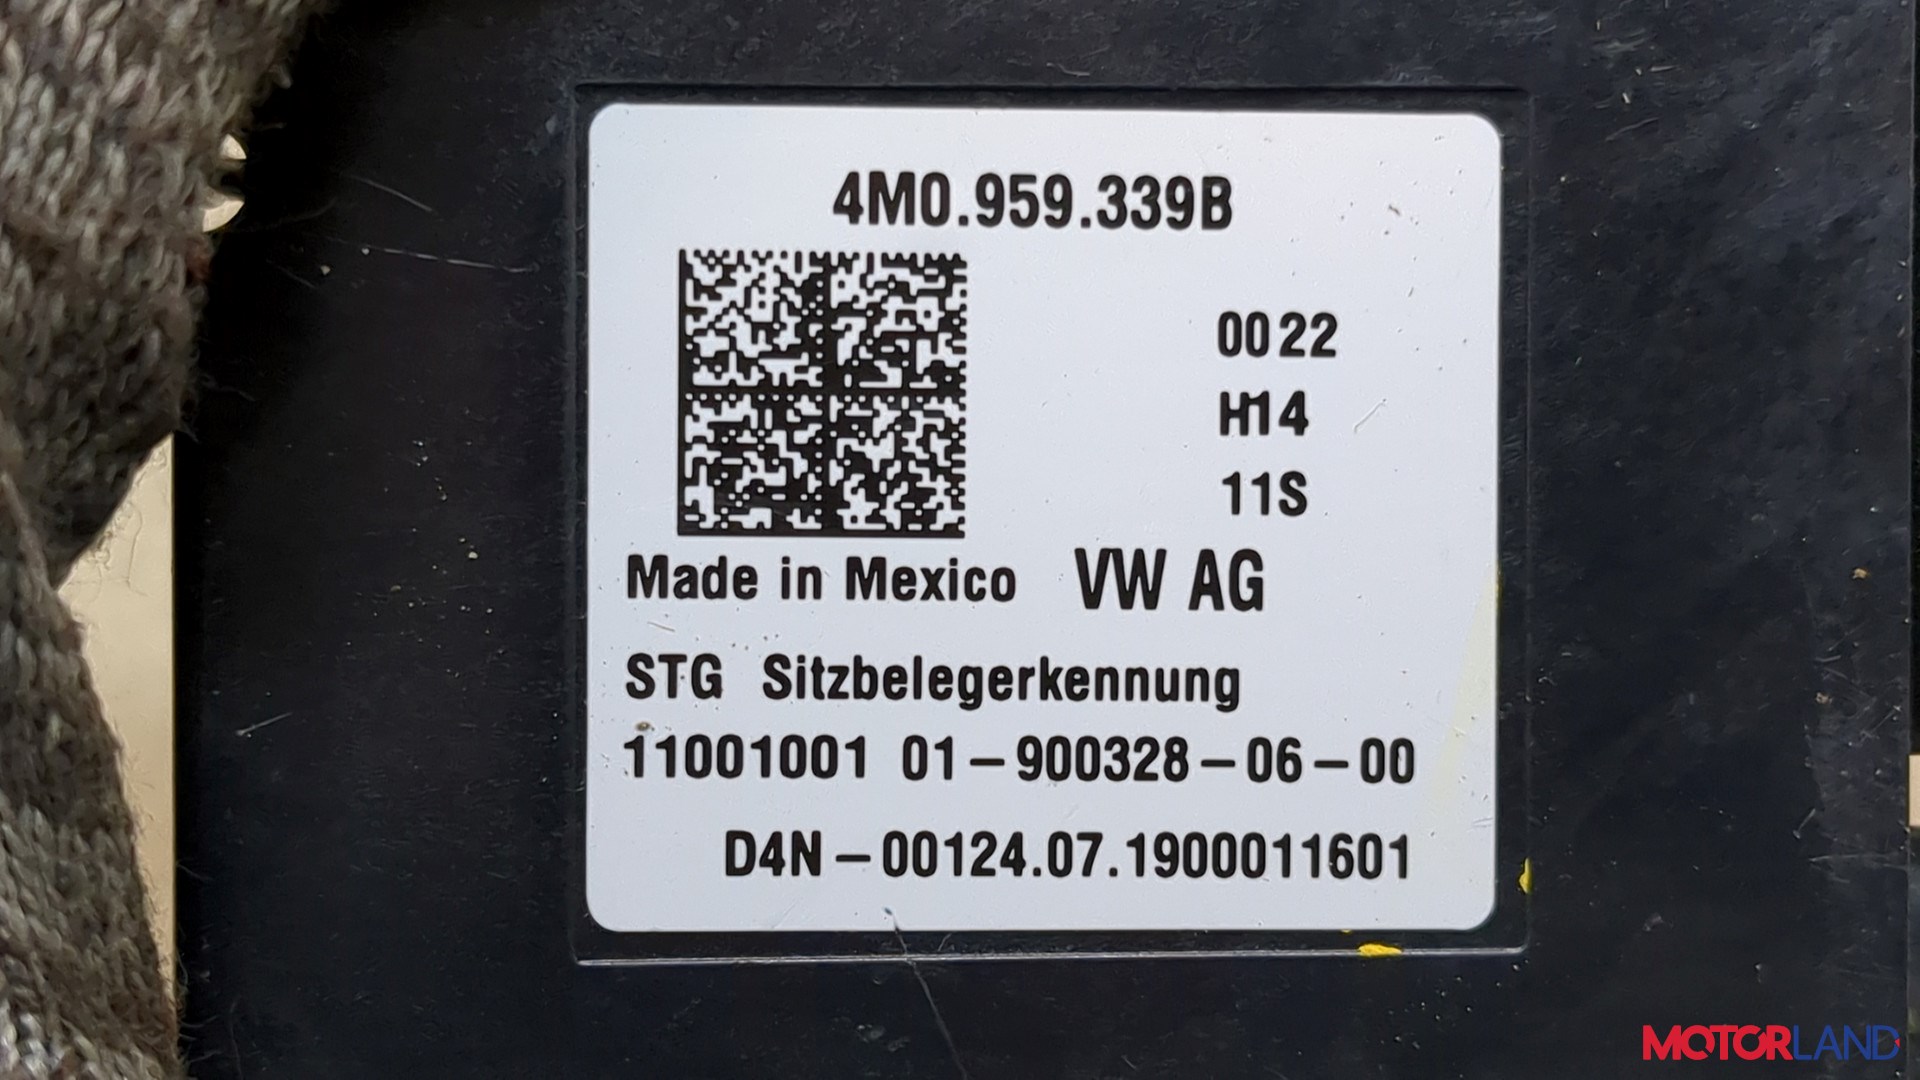 4M0.959.339B
0022
H14
11S
Made in Mexico VW AG
STG Sitzbelegerkennung
11001001 01-900328-06-00
D4N-00124.07.1900011601
MOTORLAND